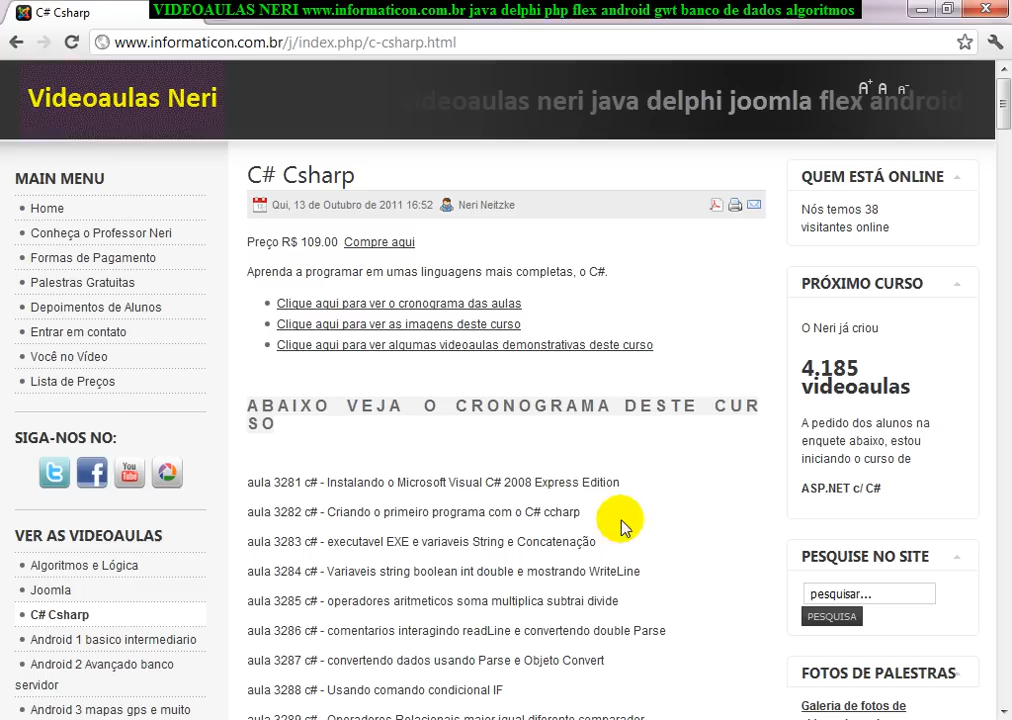 C# Csharp
VIDEOAULAS NERI www.informaticon.com.br java delphi php flex android gwt banco de dados algoritmos
www.informaticon.com.br/j/index.php/c-csharp.html
Videoaulas Neri
videoaulas neri java delphi joomla flex android
A+ A A-
MAIN MENU
Home
Conheça o Professor Neri
Formas de Pagamento
Palestras Gratuitas
Depoimentos de Alunos
Entrar em contato
Você no Vídeo
Lista de Preços
SIGA-NOS NO:
You Tube
VER AS VIDEOAULAS
Algoritmos e Lógica
Joomla
C# Csharp
Android 1 basico intermediario
Android 2 Avançado banco
servidor
Android 3 mapas gps e muito
C# Csharp
Qui, 13 de Outubro de 2011 16:52 Neri Neitzke
Preço R$ 109.00 Compre aqui
Aprenda a programar em umas linguagens mais completas, o C#.
Clique aqui para ver o cronograma das aulas
Clique aqui para ver as imagens deste curso
Clique aqui para ver algumas videoaulas demonstrativas deste curso
ABAIXO VEJA O CRONOGRAMA DESTE CUR
SO
aula 3281 c# - Instalando o Microsoft Visual C# 2008 Express Edition
aula 3282 c# - Criando o primeiro programa com o C# ccharp
aula 3283 c# - executavel EXE e variaveis String e Concatenação
aula 3284 c# - Variaveis string boolean int double e mostrando WriteLine
aula 3285 c# - operadores aritmeticos soma multiplica subtrai divide
aula 3286 c# - comentarios interagindo readLine e convertendo double Parse
aula 3287 c# - convertendo dados usando Parse e Objeto Convert
aula 3288 c# - Usando comando condicional IF
aula 3289 c# - Operadores Relacionais maior igual diferente comparador
QUEM ESTÁ ONLINE
Nós temos 38
visitantes online
PRÓXIMO CURSO
O Neri já criou
4.185
videoaulas
A pedido dos alunos na
enquete abaixo, estou
iniciando o curso de
ASP.NET c/ C#
PESQUISE NO SITE
pesquisar...
PESQUISA
FOTOS DE PALESTRAS
Galeria de fotos de